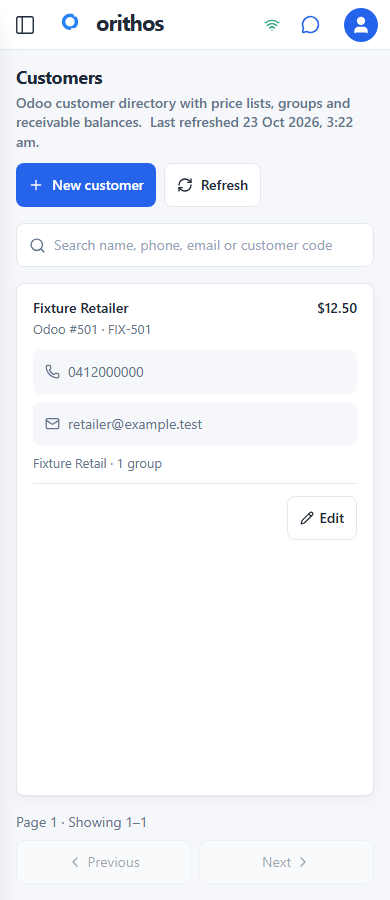 orithos
Customers
Odoo customer directory with price lists, groups and
receivable balances. Last refreshed 23 Oct 2026, 3:22
am.
New customer
Refresh
Search name, phone, email or customer code
Fixture Retailer
$12.50
Odoo #501 · FIX-501
0412000000
retailer@example.test
Fixture Retail · 1 group
Edit
Page 1 · Showing 1–1
Previous
Next